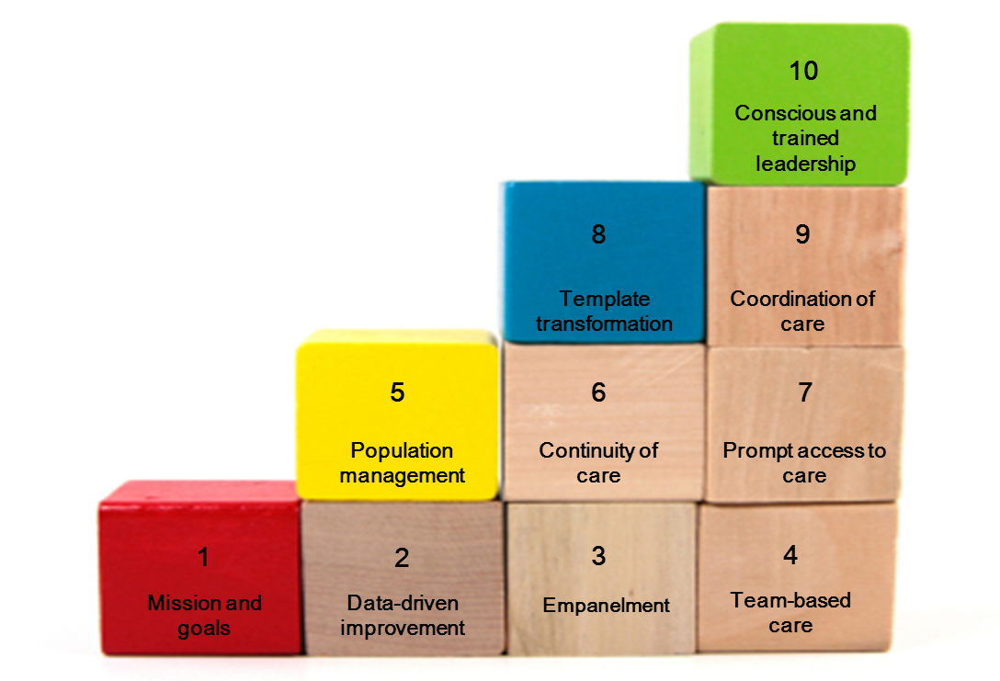 10
Conscious and
trained
leadership
8
Template
transformation
9
Coordination of
care
5
Population
management
6
Continuity of
care
7
Prompt access to
care
1
Mission and
goals
2
Data-driven
improvement
3
Empanelment
4
Team-based
care